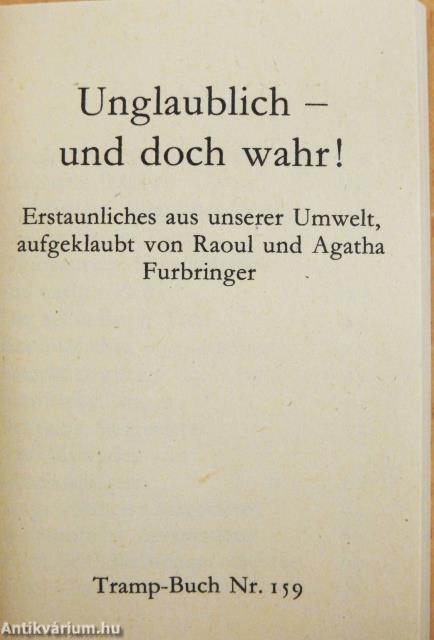 Unglaublich –
und doch wahr!
Erstaunliches aus unserer Umwelt,
aufgeklaubt von Raoul und Agatha
Furbringer
Tramp-Buch Nr. 159
Antikvárium.hu